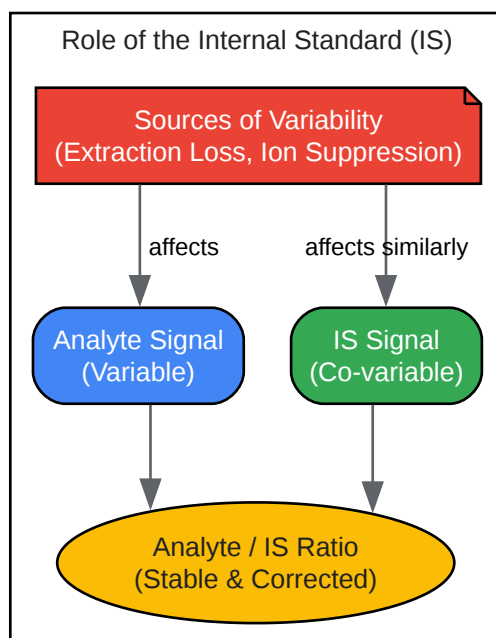 Role of the Internal Standard (IS)
Sources of Variability
(Extraction Loss, Ion Suppression)
affects
affects similarly
Analyte Signal
(Variable)
IS Signal
(Co-variable)
Analyte / IS Ratio
(Stable & Corrected)